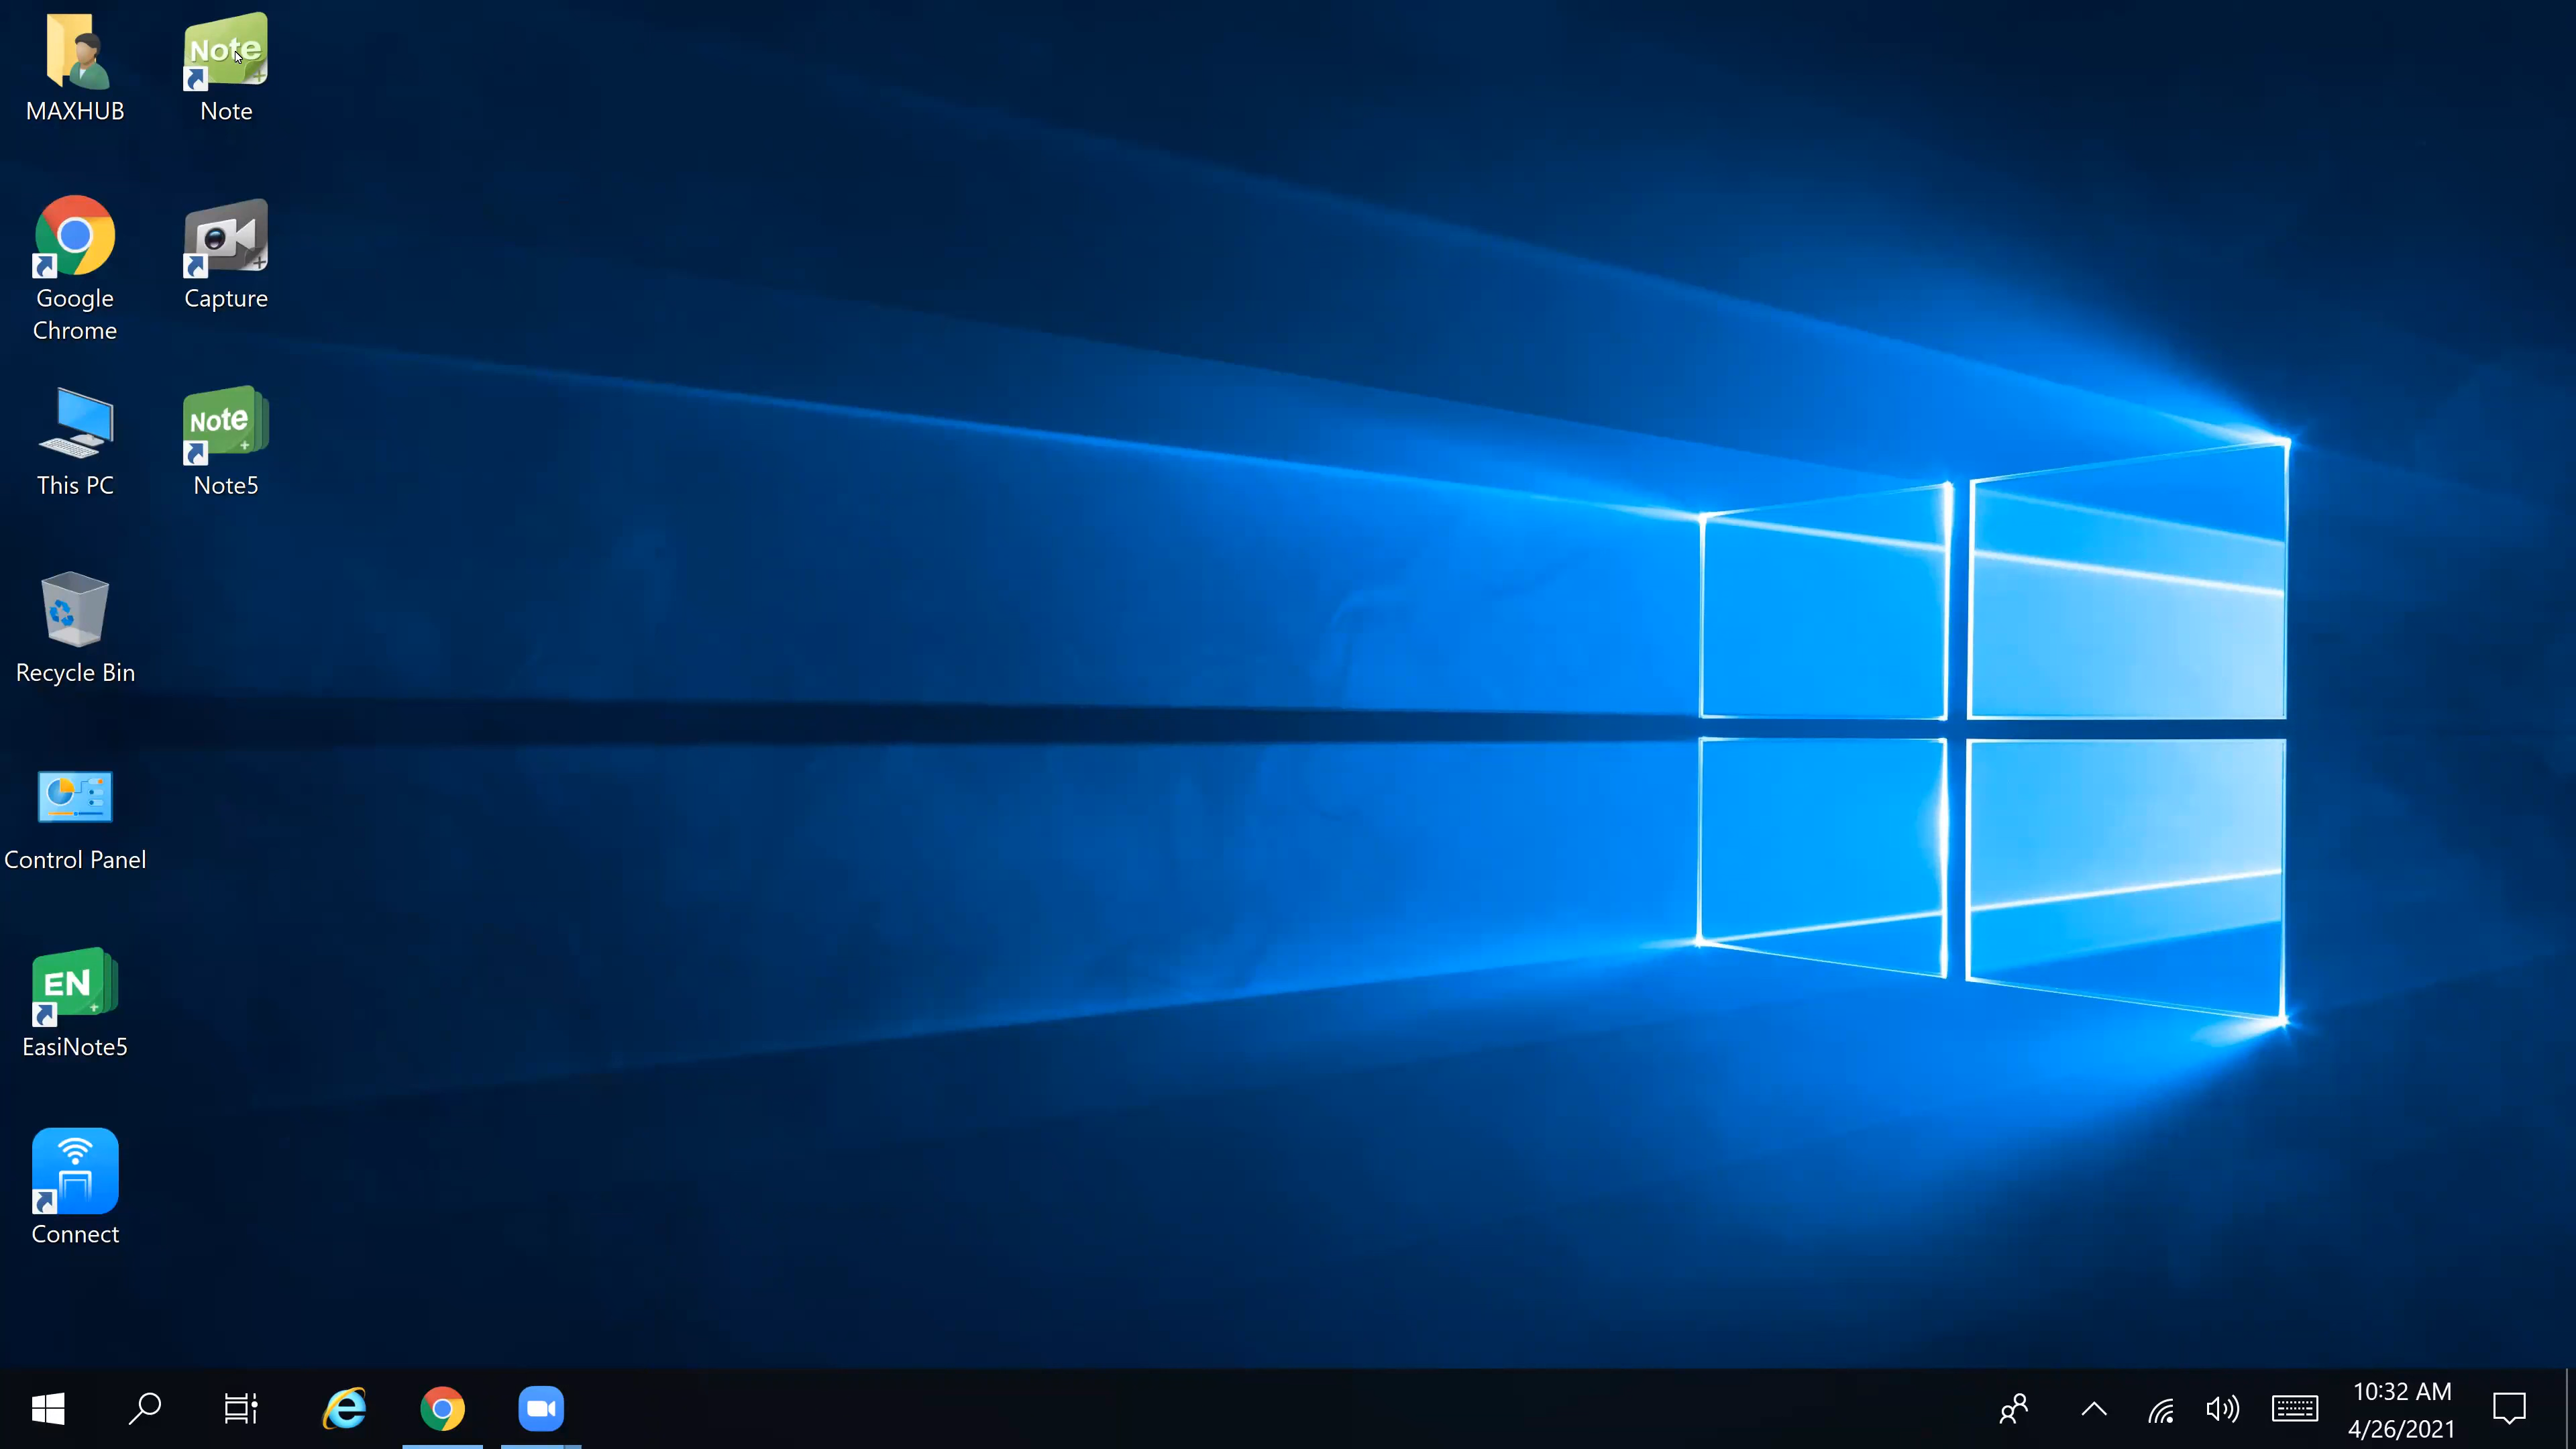 MAXHUB
Note
Note
Google
Chrome
Capture
This PC
Note
Note5
Recycle Bin
Control Panel
EN
EasiNote5
Connect
10:32 AM
4/26/2021